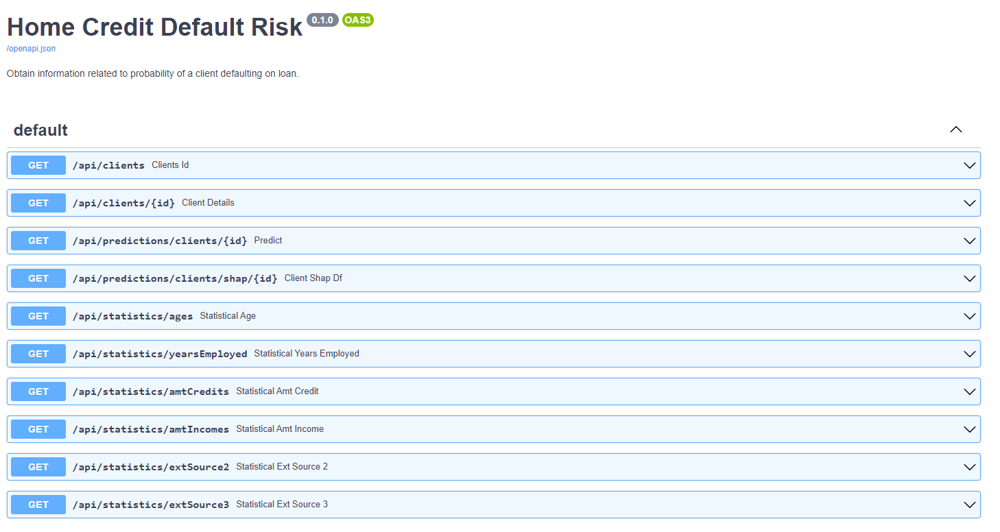 Home Credit Default Risk 0.1.0 OAS3
/openapi.json
Obtain information related to probability of a client defaulting on loan.
default
GET /api/clients Clients Id
GET /api/clients/{id} Client Details
GET /api/predictions/clients/{id} Predict
GET /api/predictions/clients/shap/{id} Client Shap Df
GET /api/statistics/ages Statistical Age
GET /api/statistics/yearsEmployed Statistical Years Employed
GET /api/statistics/amtCredits Statistical Amt Credit
GET /api/statistics/amtIncomes Statistical Amt Income
GET /api/statistics/extSource2 Statistical Ext Source 2
GET /api/statistics/extSource3 Statistical Ext Source 3